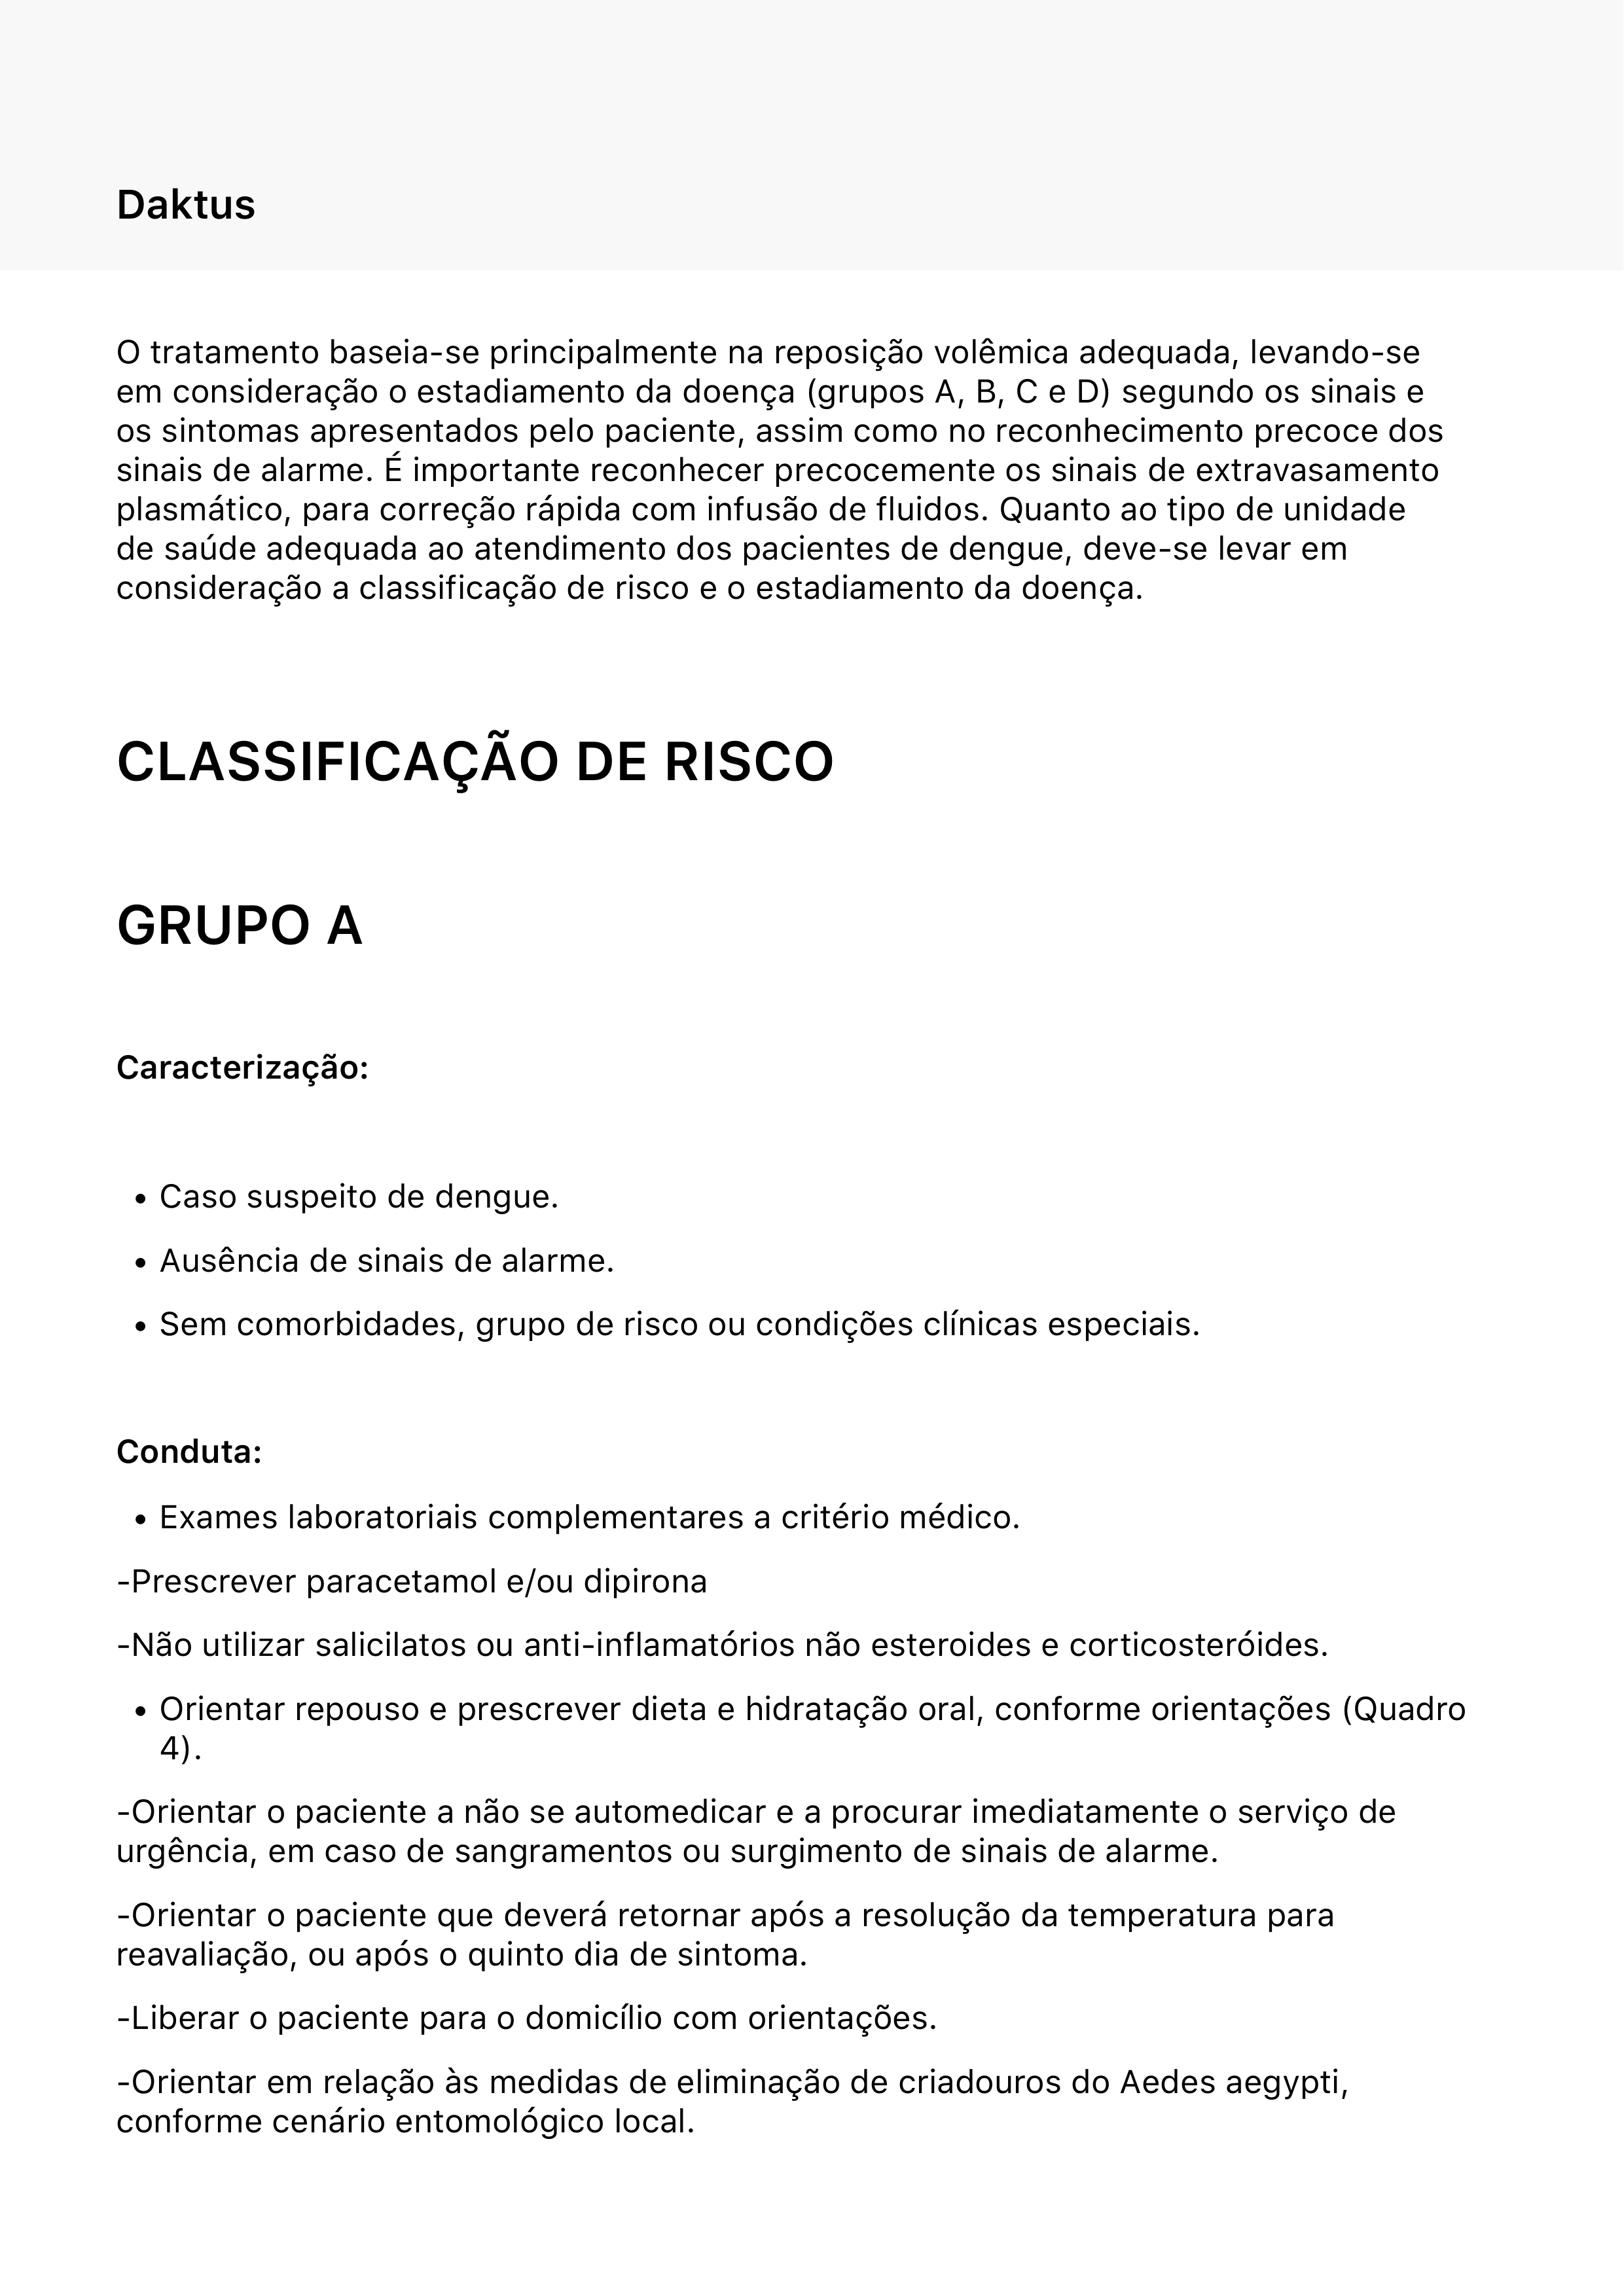 Daktus
O tratamento baseia-se principalmente na reposição volêmica adequada, levando-se
em consideração o estadiamento da doença (grupos A, B, C e D) segundo os sinais e
os sintomas apresentados pelo paciente, assim como no reconhecimento precoce dos
sinais de alarme. É importante reconhecer precocemente os sinais de extravasamento
plasmático, para correção rápida com infusão de fluidos. Quanto ao tipo de unidade
de saúde adequada ao atendimento dos pacientes de dengue, deve-se levar em
consideração a classificação de risco e o estadiamento da doença.
CLASSIFICAÇÃO DE RISCO
GRUPO A
Caracterização:
• Caso suspeito de dengue.
• Ausência de sinais de alarme.
• Sem comorbidades, grupo de risco ou condições clínicas especiais.
Conduta:
• Exames laboratoriais complementares a critério médico.
-Prescrever paracetamol e/ou dipirona
-Não utilizar salicilatos ou anti-inflamatórios não esteroides e corticosteróides.
• Orientar repouso e prescrever dieta e hidratação oral, conforme orientações (Quadro
4).
-Orientar o paciente a não se automedicar e a procurar imediatamente o serviço de
urgência, em caso de sangramentos ou surgimento de sinais de alarme.
-Orientar o paciente que deverá retornar após a resolução da temperatura para
reavaliação, ou após o quinto dia de sintoma.
-Liberar o paciente para o domicílio com orientações.
-Orientar em relação às medidas de eliminação de criadouros do Aedes aegypti,
conforme cenário entomológico local.